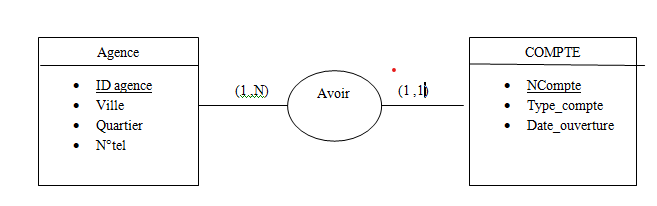 Agence
ID agence
Ville
Quartier
N°tel
(1,N)
Avoir
(1 ,1)
COMPTE
NCompte
Type_compte
Date_ouverture